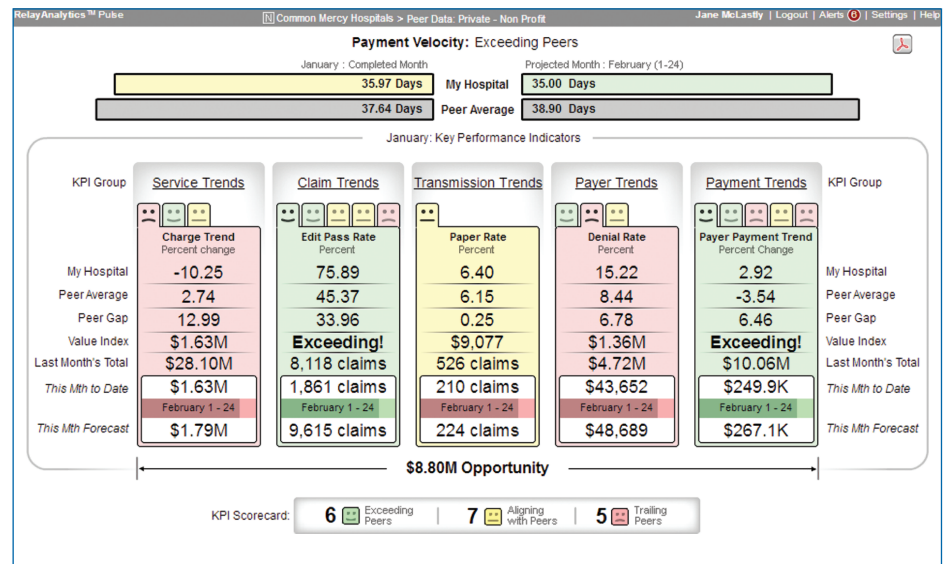 RelayAnalytics™ Pulse
N Common Mercy Hospitals > Peer Data: Private - Non Profit
Jane McLastly | Logout | Alerts 6 | Settings | Help
Payment Velocity: Exceeding Peers
January : Completed Month
Projected Month : February (1-24)
35.97 Days My Hospital 35.00 Days
37.64 Days Peer Average 38.90 Days
January: Key Performance Indicators
KPI Group Service Trends Claim Trends Transmission Trends Payer Trends Payment Trends KPI Group
Charge Trend Edit Pass Rate Paper Rate Denial Rate Payer Payment Trend
Percent change Percent Percent Percent Percent Change
My Hospital -10.25 75.89 6.40 15.22 2.92 My Hospital
Peer Average 2.74 45.37 6.15 8.44 -3.54 Peer Average
Peer Gap 12.99 33.96 0.25 6.78 6.46 Peer Gap
Value Index $1.63M Exceeding! $9,077 $1.36M Exceeding! Value Index
Last Month's Total $28.10M 8,118 claims 526 claims $4.72M $10.06M Last Month's Total
This Mth to Date $1.63M 1,861 claims 210 claims $43,652 $249.9K This Mth to Date
February 1 - 24 February 1 - 24 February 1 - 24 February 1 - 24 February 1 - 24
This Mth Forecast $1.79M 9,615 claims 224 claims $48,689 $267.1K This Mth Forecast
$8.80M Opportunity
KPI Scorecard: 6 Exceeding Peers | 7 Aligning with Peers | 5 Trailing Peers